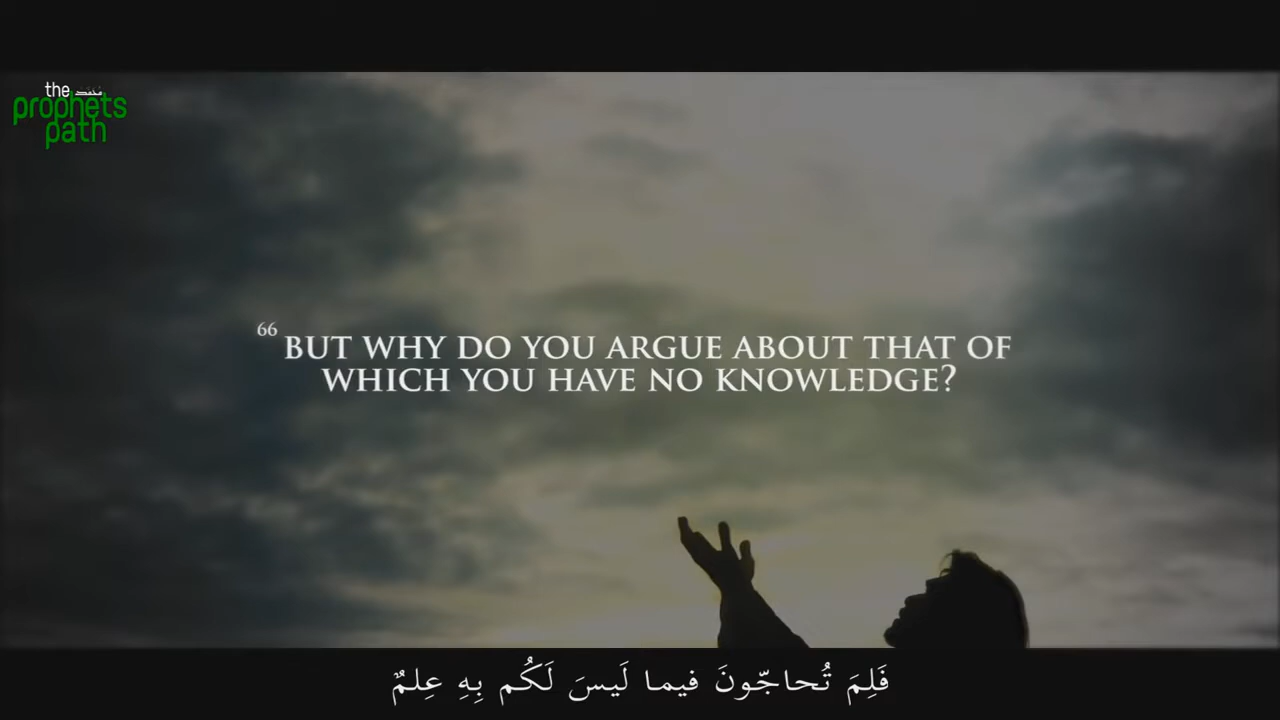 the محمد
prophets
path
66 BUT WHY DO YOU ARGUE ABOUT THAT OF
WHICH YOU HAVE NO KNOWLEDGE?
فَلِمَ تُحاجّونَ فيما لَيسَ لَكُم بِهِ عِلمٌ